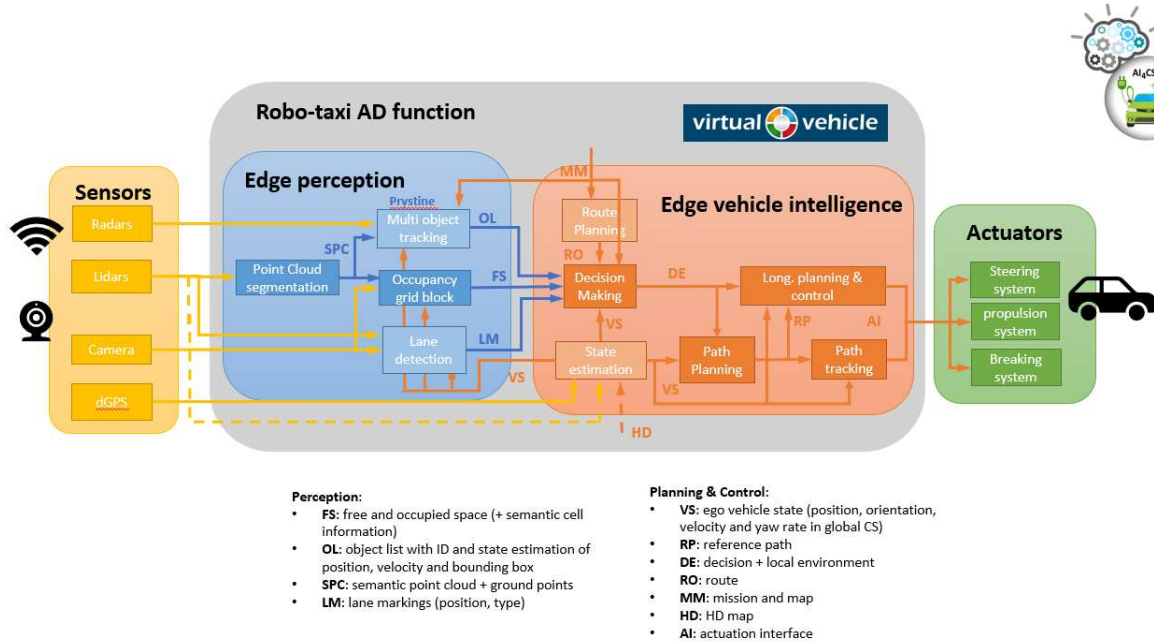 AI4CS
Robo-taxi AD function
virtual vehicle
Sensors
Radars
Lidars
Camera
dGPS
Edge perception
Prystine
Multi object
tracking
OL
SPC
Point Cloud
segmentation
Occupancy
grid block
FS
Lane
detection
LM
VS
MM
Edge vehicle intelligence
Route
Planning
RO
Decision
Making
DE
VS
State
estimation
VS
HD
Path
Planning
Long. planning &
control
RP
Path
tracking
AI
Actuators
Steering
system
propulsion
system
Breaking
system
Perception:
• FS: free and occupied space (+ semantic cell
information)
• OL: object list with ID and state estimation of
position, velocity and bounding box
• SPC: semantic point cloud + ground points
• LM: lane markings (position, type)
Planning & Control:
• VS: ego vehicle state (position, orientation,
velocity and yaw rate in global CS)
• RP: reference path
• DE: decision + local environment
• RO: route
• MM: mission and map
• HD: HD map
• AI: actuation interface